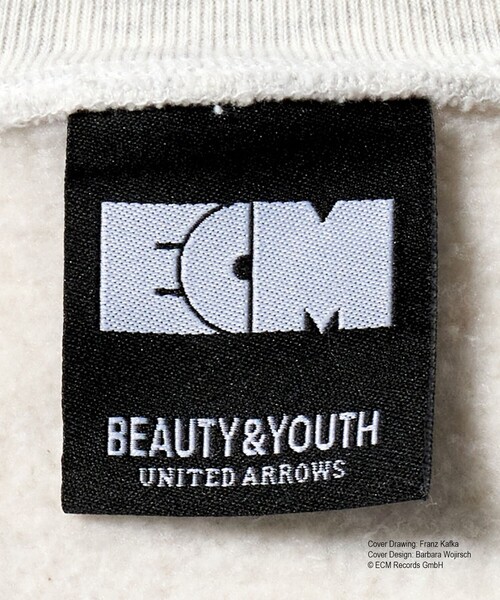 ECM
BEAUTY&YOUTH
UNITED ARROWS
Cover Drawing: Franz Kafka
Cover Design: Barbara Wojirsch
© ECM Records GmbH